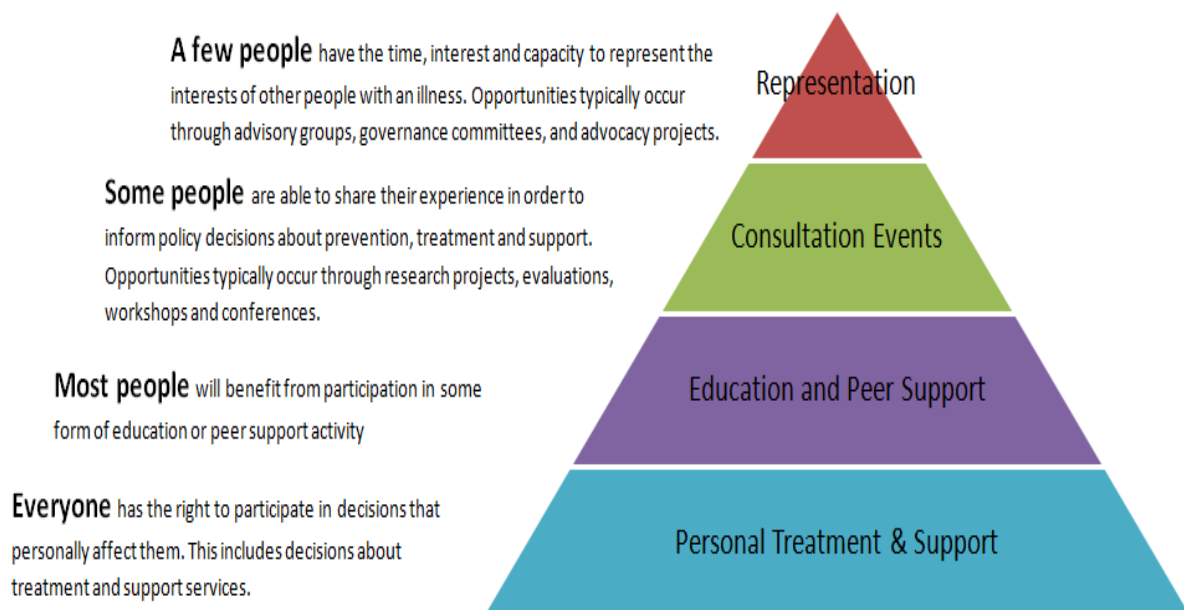 A few people have the time, interest and capacity to represent the
interests of other people with an illness. Opportunities typically occur
through advisory groups, governance committees, and advocacy projects.
Representation
Some people are able to share their experience in order to
inform policy decisions about prevention, treatment and support.
Opportunities typically occur through research projects, evaluations,
workshops and conferences.
Consultation Events
Most people will benefit from participation in some
form of education or peer support activity
Education and Peer Support
Everyone has the right to participate in decisions that
personally affect them. This includes decisions about
treatment and support services.
Personal Treatment & Support